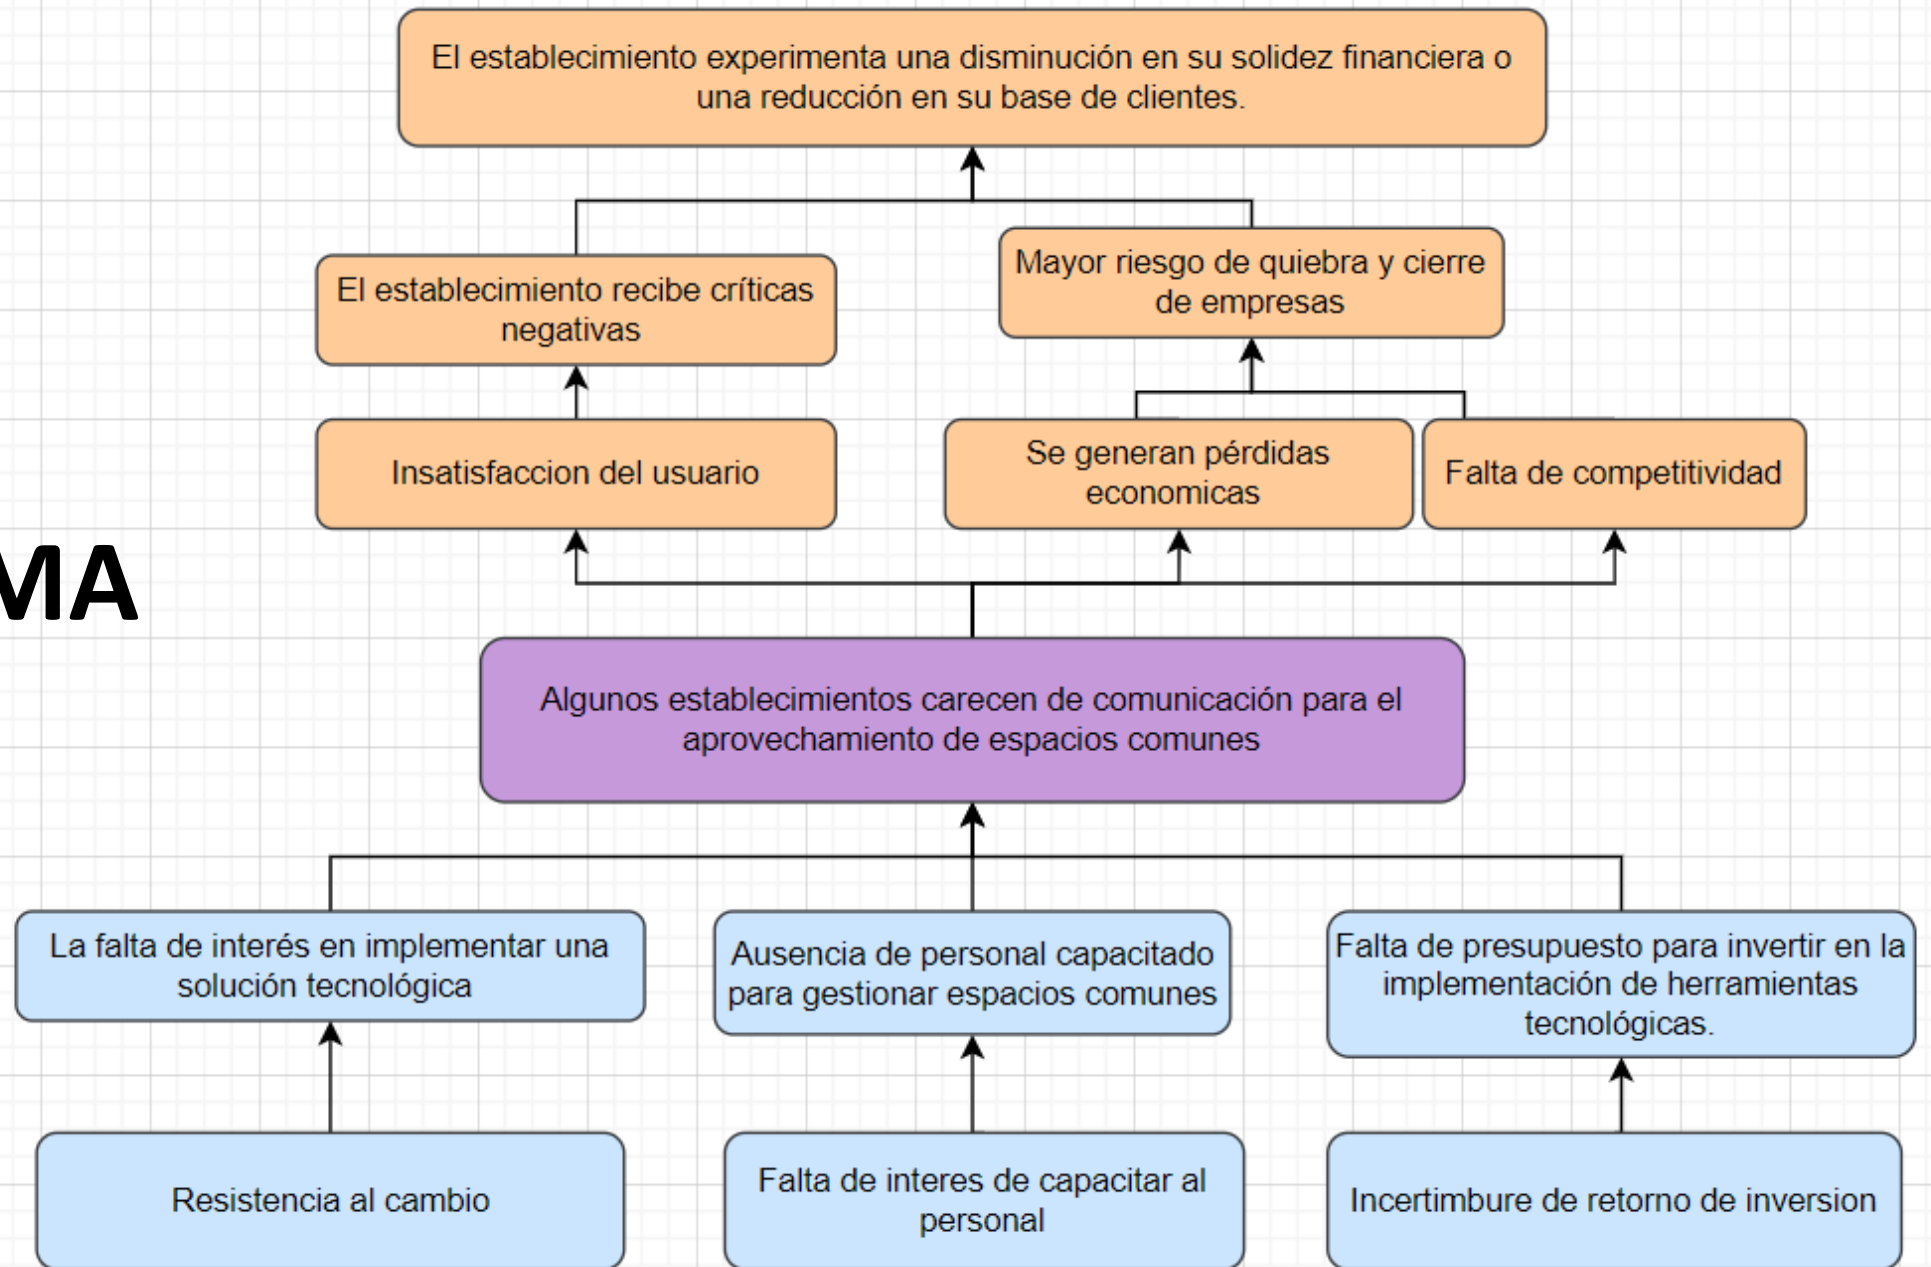 El establecimiento experimenta una disminución en su solidez financiera o
una reducción en su base de clientes.
El establecimiento recibe críticas
negativas
Mayor riesgo de quiebra y cierre
de empresas
Insatisfaccion del usuario
Se generan pérdidas
economicas
Falta de competitividad
MA
Algunos establecimientos carecen de comunicación para el
aprovechamiento de espacios comunes
La falta de interés en implementar una
solución tecnológica
Ausencia de personal capacitado
para gestionar espacios comunes
Falta de presupuesto para invertir en la
implementación de herramientas
tecnológicas.
Resistencia al cambio
Falta de interes de capacitar al
personal
Incertimbure de retorno de inversion